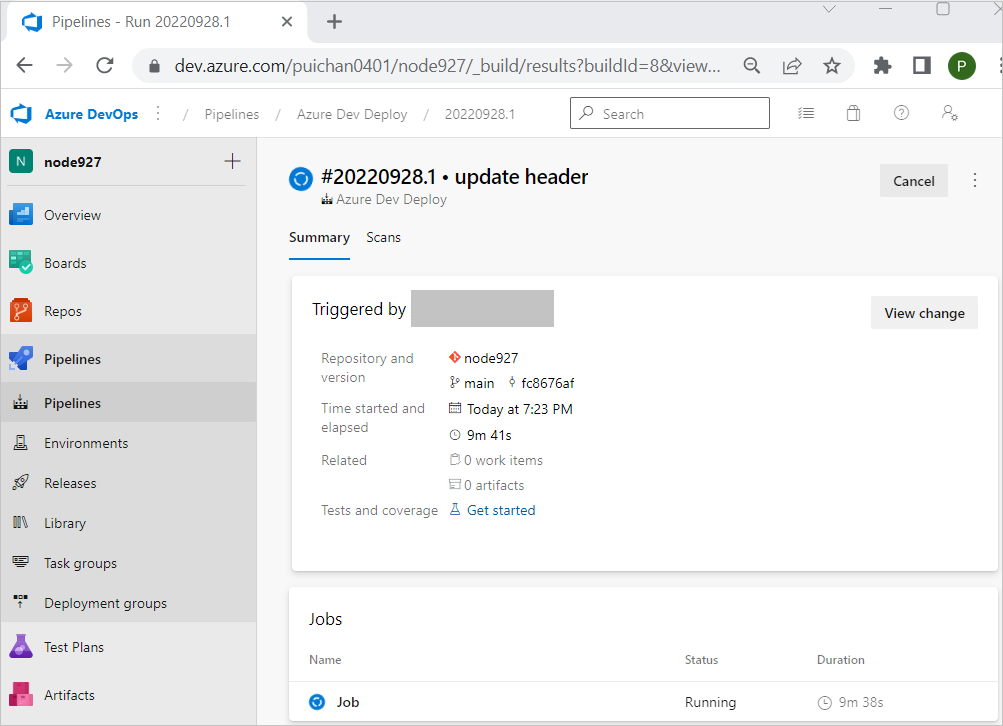 Pipelines - Run 20220928.1
dev.azure.com/puichan0401/node927/_build/results?buildId=8&view...
P
Azure DevOps / Pipelines / Azure Dev Deploy / 20220928.1
Search
N node927
Overview
Boards
Repos
Pipelines
Pipelines
Environments
Releases
Library
Task groups
Deployment groups
Test Plans
Artifacts
#20220928.1 • update header
Azure Dev Deploy
Cancel
Summary Scans
Triggered by
View change
Repository and
version
node927
main fc8676af
Time started and
elapsed
Today at 7:23 PM
9m 41s
Related
0 work items
0 artifacts
Tests and coverage
Get started
Jobs
Name Status Duration
Job Running 9m 38s